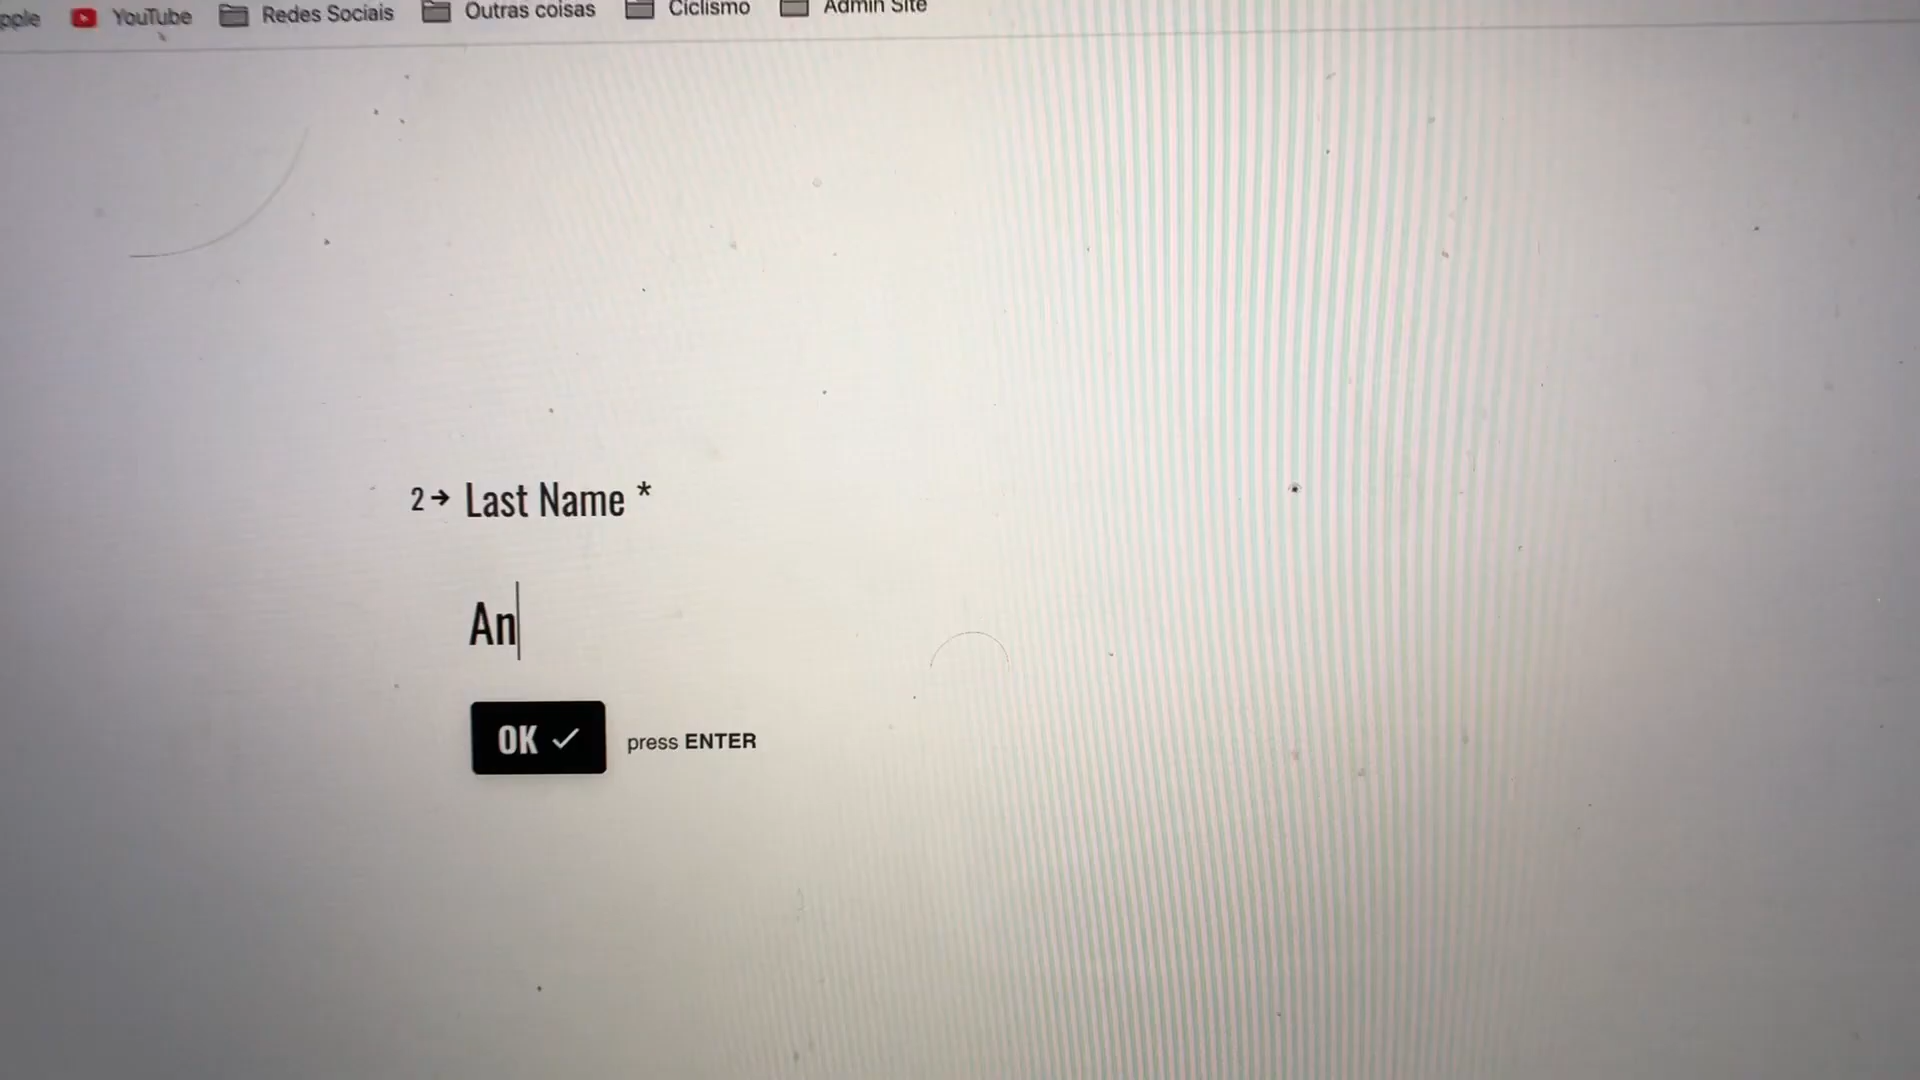 YouTube Redes Sociais Outras coisas Ciclismo Admin Site
2→ Last Name *
An
OK ✓ press ENTER